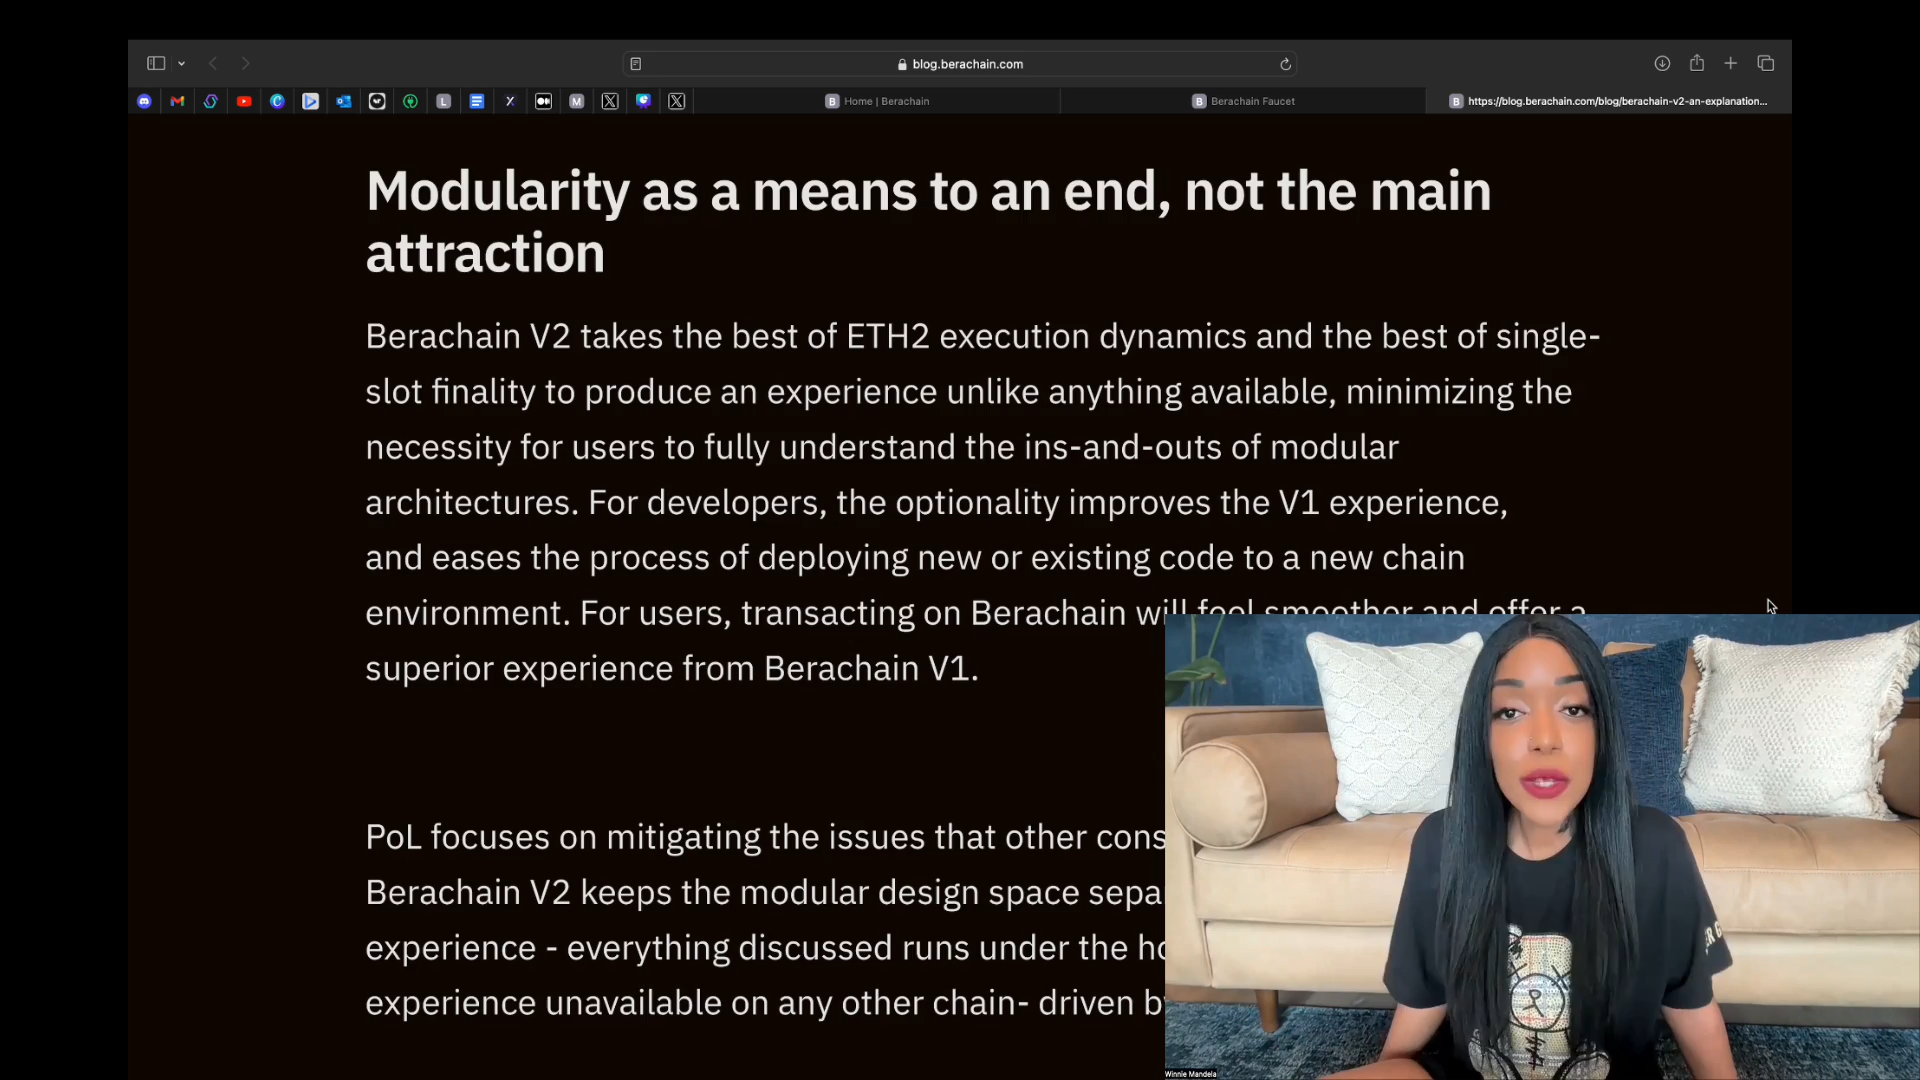 blog.berachain.com
Home | Berachain
Berachain Faucet
https://blog.berachain.com/blog/berachain-v2-an-explanation...
Modularity as a means to an end, not the main
attraction
Berachain V2 takes the best of ETH2 execution dynamics and the best of single-
slot finality to produce an experience unlike anything available, minimizing the
necessity for users to fully understand the ins-and-outs of modular
architectures. For developers, the optionality improves the V1 experience,
and eases the process of deploying new or existing code to a new chain
environment. For users, transacting on Berachain will feel smoother and offer a
superior experience from Berachain V1.
PoL focuses on mitigating the issues that other cons
Berachain V2 keeps the modular design space sepa
experience - everything discussed runs under the ho
experience unavailable on any other chain- driven b
Winnie Mandela